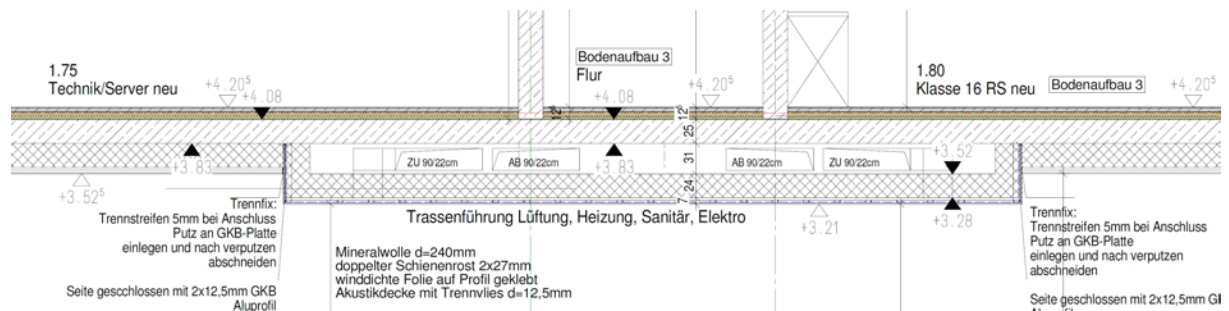 1.75
Technik/Server neu
+4.20⁵
+4.08
Bodenaufbau 3
Flur
+4.08
+4.20⁵
1.80
Klasse 16 RS neu
Bodenaufbau 3
+4.20⁵
12⁵
12⁵
25
31
24
7
+3.83
ZU 90/22cm
AB 90/22cm
+3.83
AB 90/22cm
ZU 90/22cm
+3.52
+3.52⁵
+3.28
+3.21
Trassenführung Lüftung, Heizung, Sanitär, Elektro
Trennfix:
Trennstreifen 5mm bei Anschluss
Putz an GKB-Platte
einlegen und nach verputzen
abschneiden
Seite gescchlossen mit 2x12,5mm GKB
Aluprofil
Mineralwolle d=240mm
doppelter Schienenrost 2x27mm
winddichte Folie auf Profil geklebt
Akustikdecke mit Trennvlies d=12,5mm
Trennfix:
Trennstreifen 5mm bei Anschluss
Putz an GKB-Platte
einlegen und nach verputzen
abschneiden
Seite geschlossen mit 2x12,5mm